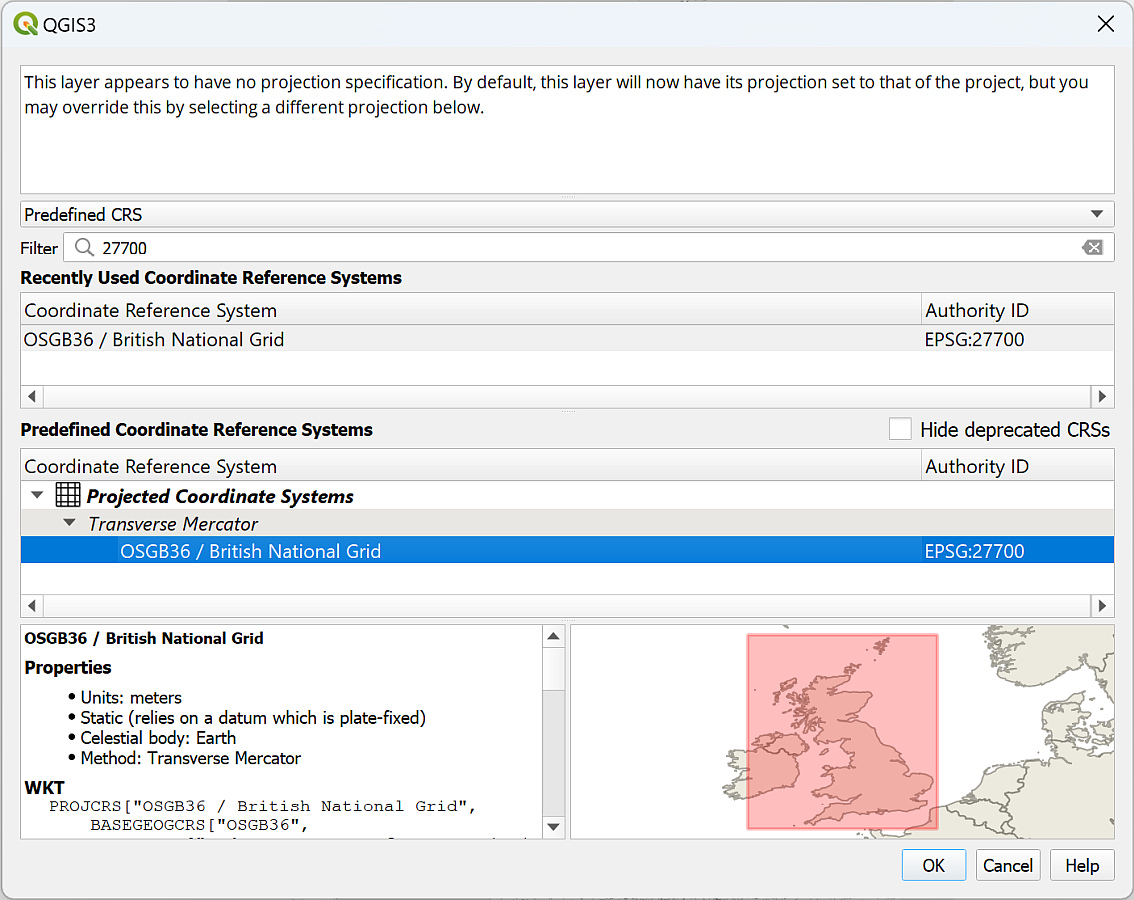 QGIS3
This layer appears to have no projection specification. By default, this layer will now have its projection set to that of the project, but you
may override this by selecting a different projection below.
Predefined CRS
Filter 27700
Recently Used Coordinate Reference Systems
Coordinate Reference System Authority ID
OSGB36 / British National Grid EPSG:27700
Predefined Coordinate Reference Systems Hide deprecated CRSs
Coordinate Reference System Authority ID
Projected Coordinate Systems
Transverse Mercator
OSGB36 / British National Grid EPSG:27700
OSGB36 / British National Grid
Properties
• Units: meters
• Static (relies on a datum which is plate-fixed)
• Celestial body: Earth
• Method: Transverse Mercator
WKT
PROJCRS["OSGB36 / British National Grid",
BASEGEOGCRS["OSGB36",
OK Cancel Help